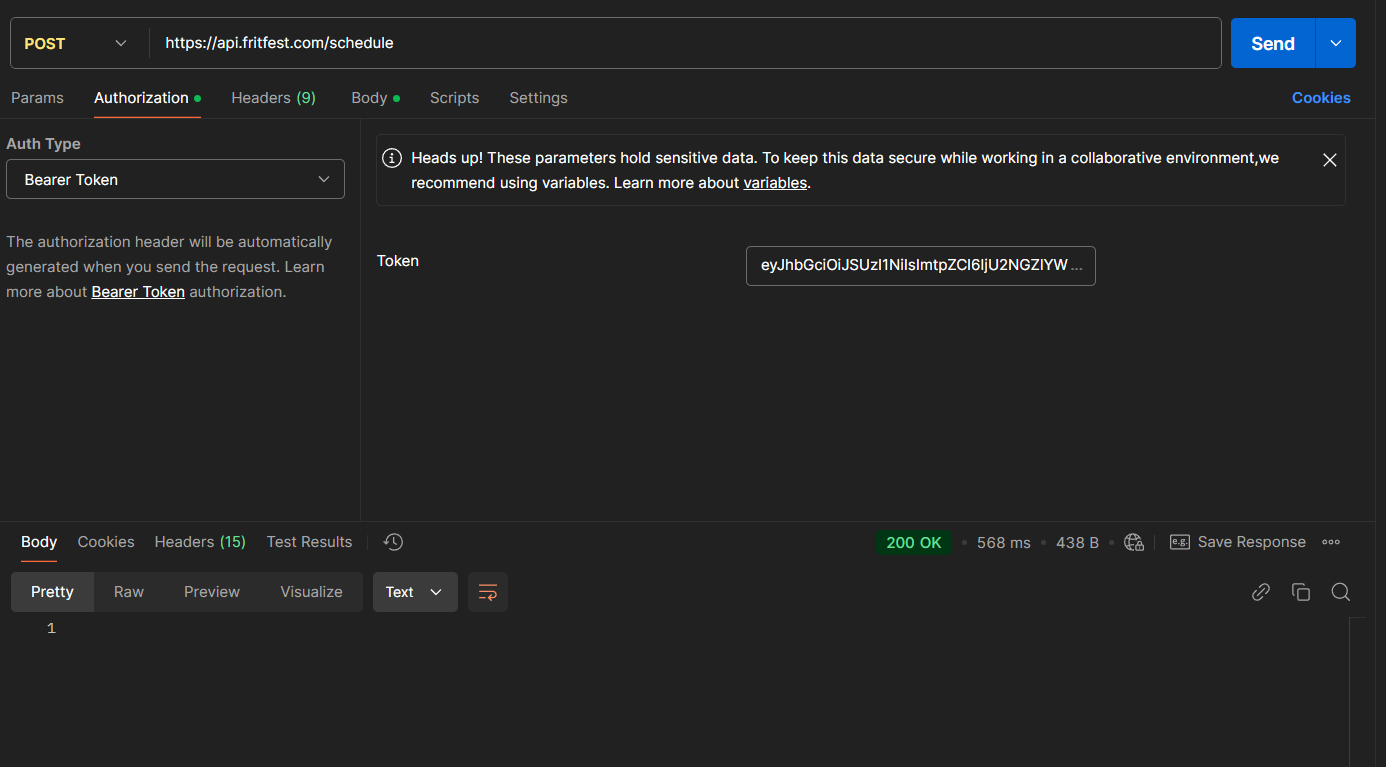 POST https://api.fritfest.com/schedule Send
Params Authorization Headers (9) Body Scripts Settings Cookies
Auth Type
Bearer Token
The authorization header will be automatically
generated when you send the request. Learn
more about Bearer Token authorization.
Heads up! These parameters hold sensitive data. To keep this data secure while working in a collaborative environment,we
recommend using variables. Learn more about variables.
Token eyJhbGciOiJSUzI1NiIsImtpZCI6IjU2NGZlYW ...
Body Cookies Headers (15) Test Results 200 OK 568 ms 438 B e.g. Save Response
Pretty Raw Preview Visualize Text
1